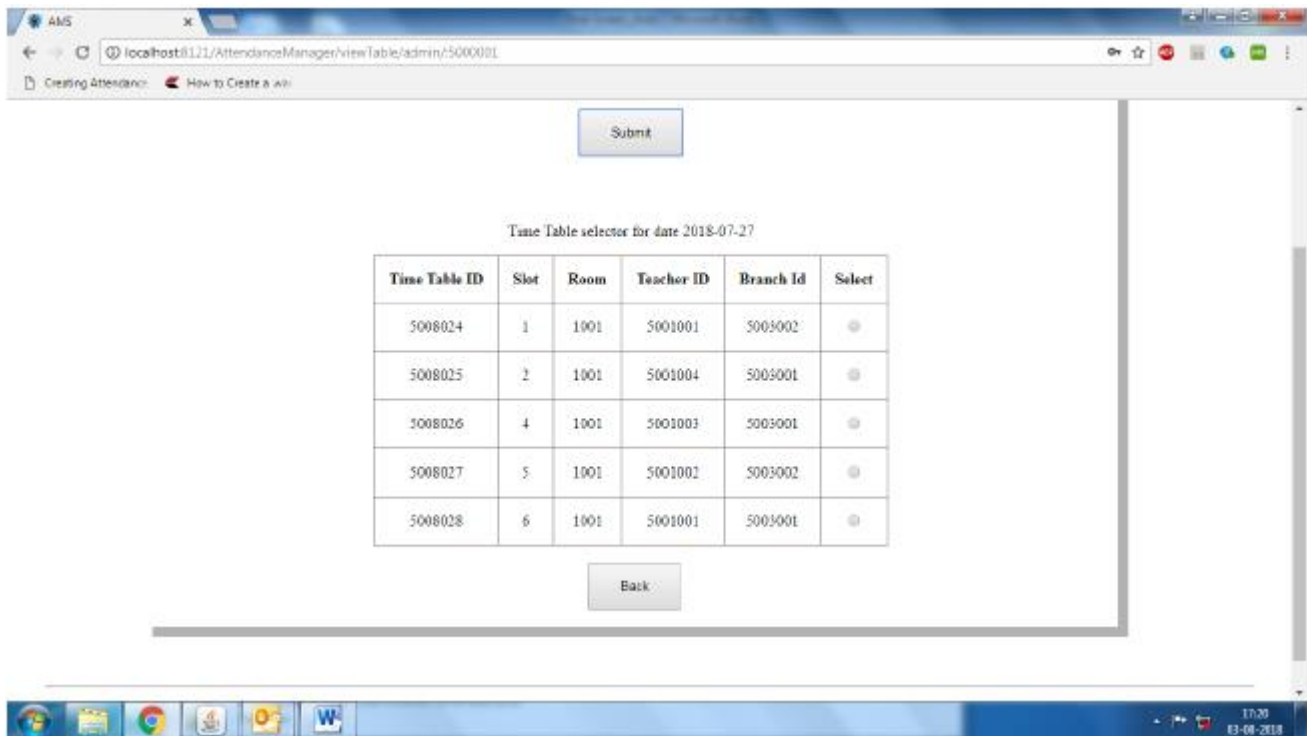 AMS
localhost:8121/AttendanceManager/viewTable/admin/:5000001
Creating Attendanc How to Create a
Submit
Time Table selector for date 2018-07-27
Time Table ID Slot Room Teacher ID Branch Id Select
5008024 1 1001 5001001 5003002
5008025 2 1001 5001004 5003001
5008026 4 1001 5001003 5003001
5008027 5 1001 5001002 5003002
5008028 6 1001 5001001 5003001
Back
17:20
03-08-2018